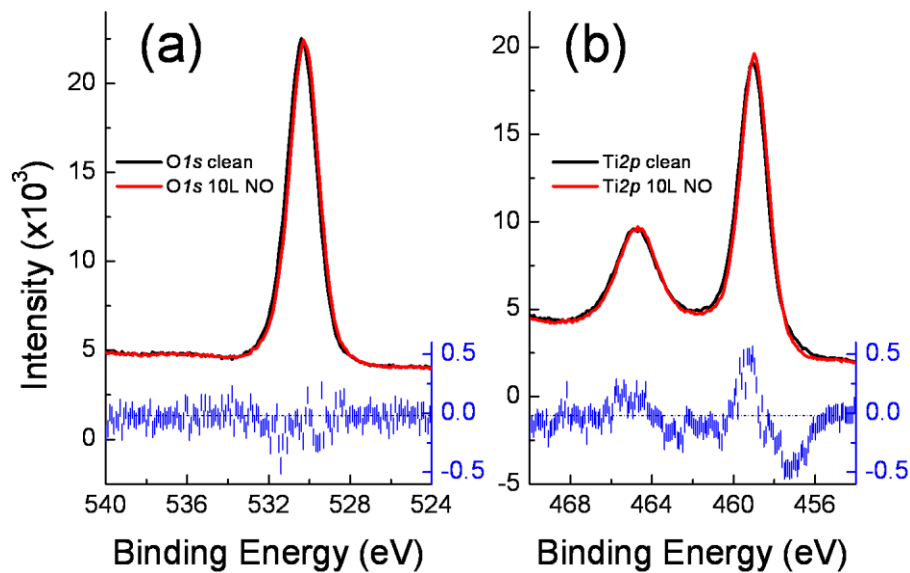 (a)
(b)
Intensity (x10³)
20
15
10
5
0
O1s clean
O1s 10L NO
0.5
0.0
-0.5
540 536 532 528 524
Binding Energy (eV)
20
15
10
5
0
-5
Ti2p clean
Ti2p 10L NO
0.5
0.0
-0.5
468 464 460 456
Binding Energy (eV)